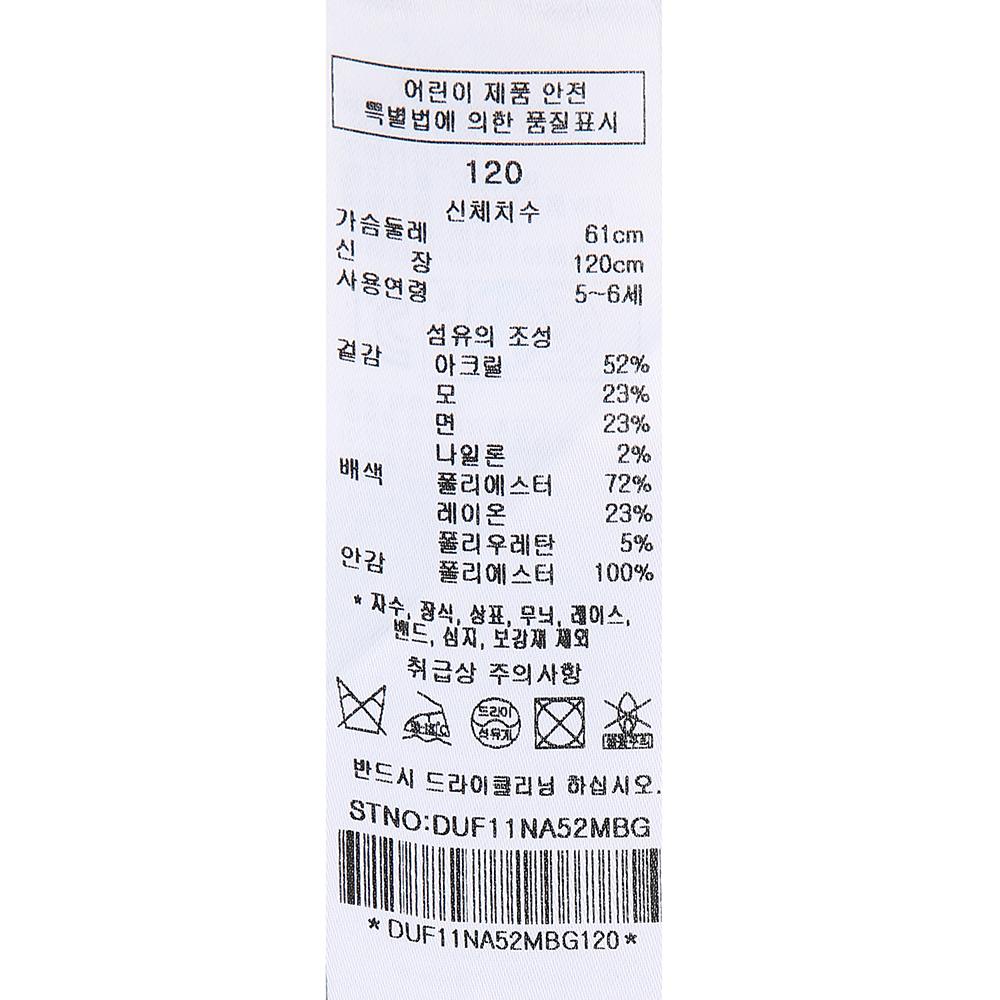 어린이 제품 안전
특별법에 의한 품질표시
120
신체치수
가슴둘레 61cm
신 장 120cm
사용연령 5~6세
섬유의 조성
겉감 아크릴 52%
모 23%
면 23%
나일론 2%
배색 폴리에스터 72%
레이온 23%
폴리우레탄 5%
안감 폴리에스터 100%
* 자수, 장식, 상표, 무늬, 레이스,
밴드, 심지, 보강재 제외
취급상 주의사항
드라이
석유계
반드시 드라이클리닝 하십시오.
STNO:DUF11NA52MBG
*DUF11NA52MBG120*